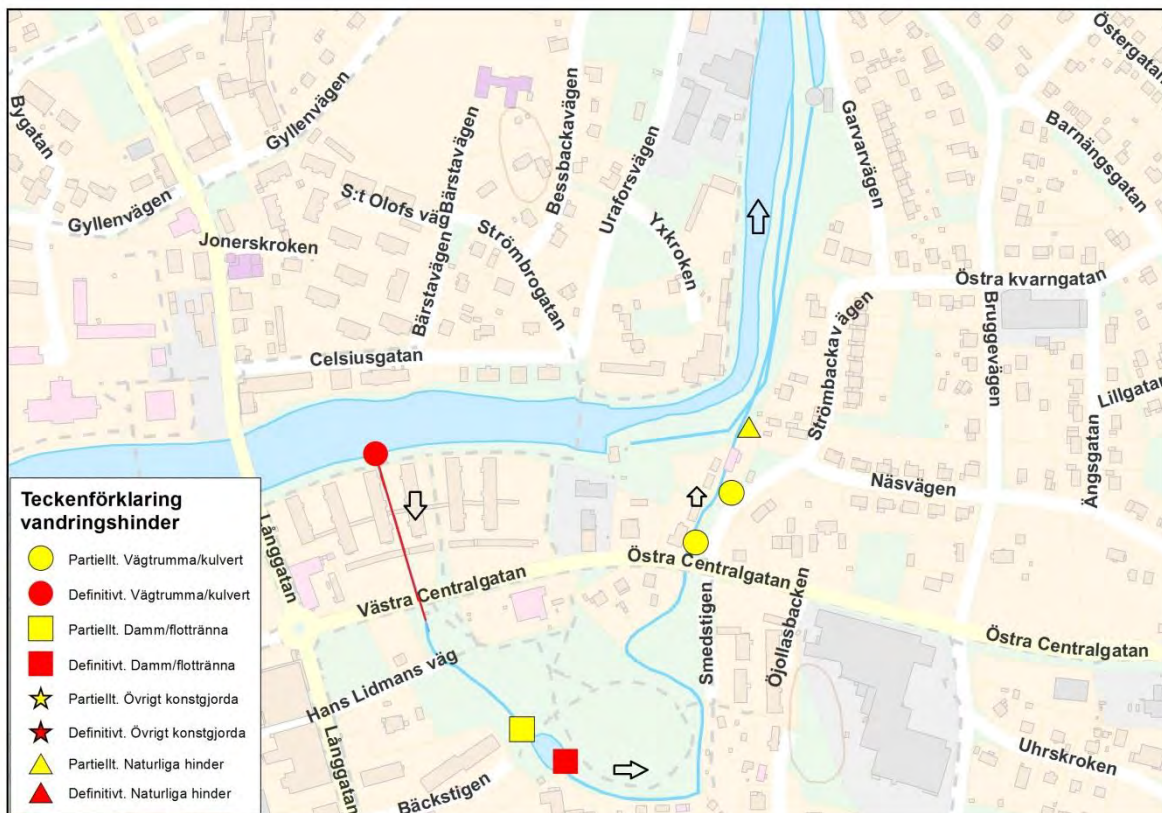 Östergatan
Bygatan
Gyllenvägen
Bessbackavägen
Garvarvägen
Barnängsgatan
Bärstavägen
Uraforsvägen
S:t Olofs väg
Gyllenvägen
Yxkroken
Jonerskroken
Strömbrogatan
Östra kvarngatan
Bärstavägen
Strömbackavägen
Bruggevägen
Celsiusgatan
Lillgatan
Ängsgatan
Näsvägen
Teckenförklaring
vandringshinder
Partiellt. Vägtrumma/kulvert
Definitivt. Vägtrumma/kulvert
Partiellt. Damm/flottränna
Definitivt. Damm/flottränna
Partiellt. Övrigt konstgjorda
Definitivt. Övrigt konstgjorda
Partiellt. Naturliga hinder
Definitivt. Naturliga hinder
Långgatan
Västra Centralgatan
Östra Centralgatan
Smedstigen
Öjollasbacken
Östra Centralgatan
Hans Lidmans väg
Långgatan
Uhrskroken
Bäckstigen